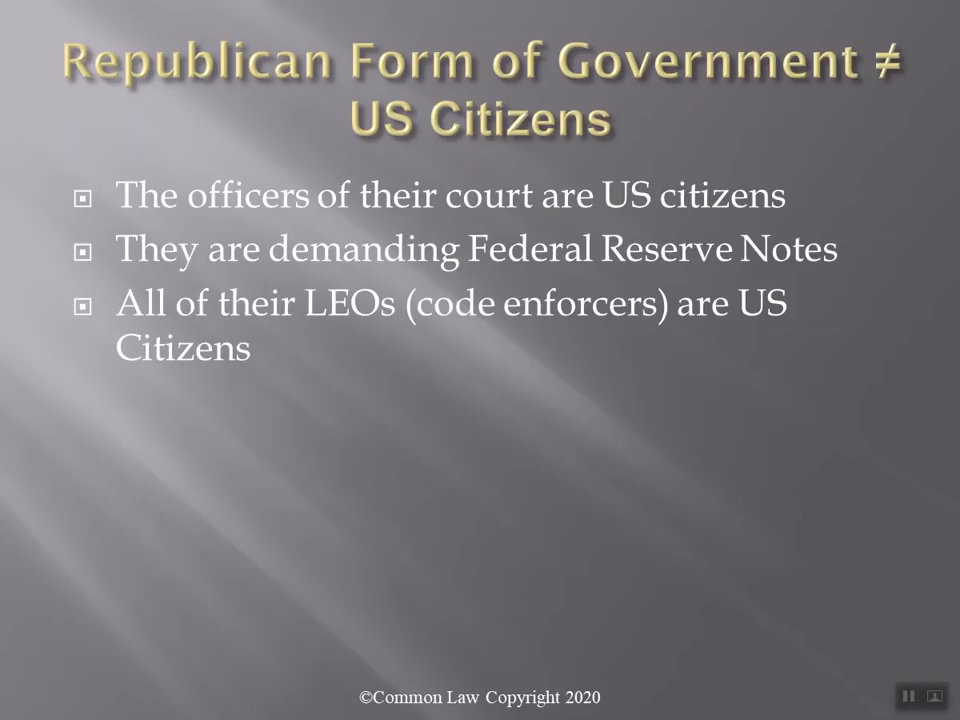 Republican Form of Government ≠
US Citizens
The officers of their court are US citizens
They are demanding Federal Reserve Notes
All of their LEOs (code enforcers) are US
Citizens
©Common Law Copyright 2020